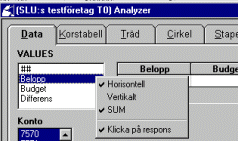 (SLU:s testföretag T0) Analyzer
Data Korstabell Träd Cirkel Stape
VALUES
## Belopp Budge
Belopp
Budget
Differens
Horisontell
Vertikalt
SUM
Klicka på respons
Konto
7570